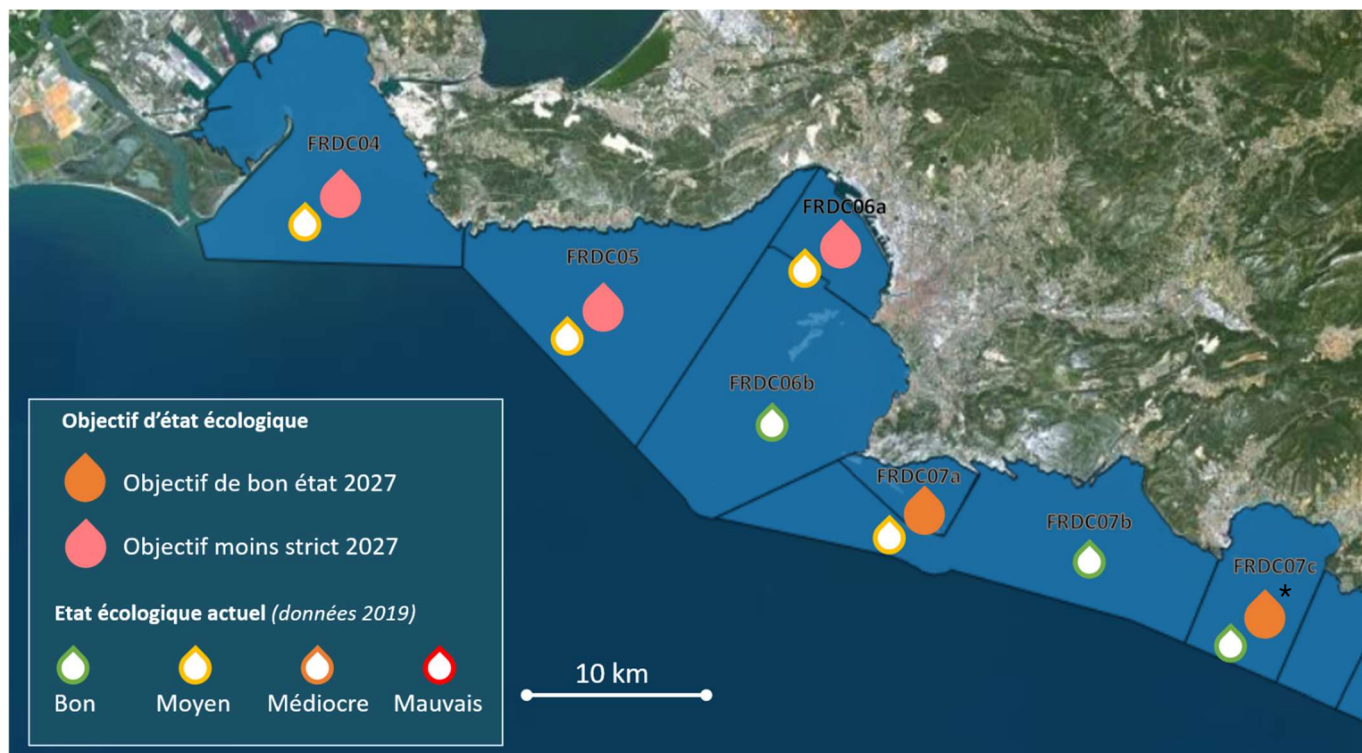 FRDC04
FRDC06a
FRDC05
FRDC06b
FRDC07a
FRDC07b
FRDC07c
*
Objectif d'état écologique
Objectif de bon état 2027
Objectif moins strict 2027
Etat écologique actuel (données 2019)
Bon Moyen Médiocre Mauvais
10 km